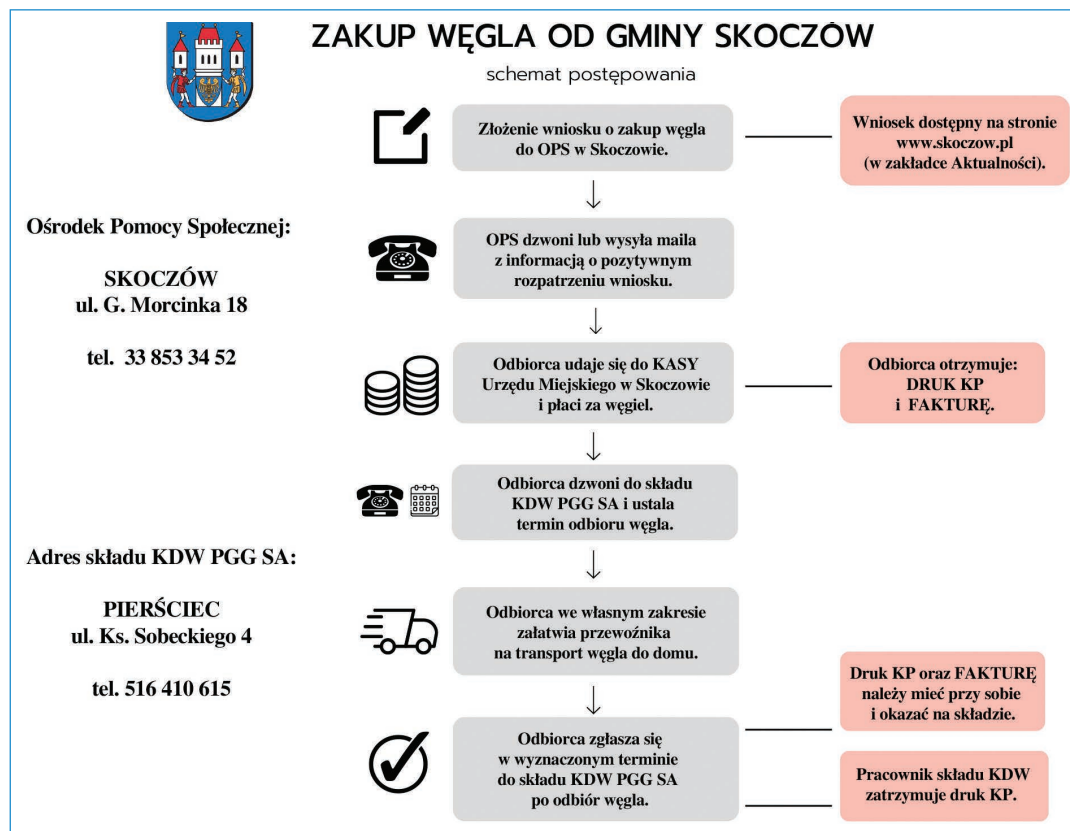 ZAKUP WĘGLA OD GMINY SKOCZÓW
schemat postępowania
Złożenie wniosku o zakup węgla
do OPS w Skoczowie.
Wniosek dostępny na stronie
www.skoczow.pl
(w zakładce Aktualności).
Ośrodek Pomocy Społecznej:
SKOCZÓW
ul. G. Morcinka 18
tel. 33 853 34 52
OPS dzwoni lub wysyła maila
z informacją o pozytywnym
rozpatrzeniu wniosku.
Odbiorca udaje się do KASY
Urzędu Miejskiego w Skoczowie
i płaci za węgiel.
Odbiorca otrzymuje:
DRUK KP
i FAKTURĘ.
Odbiorca dzwoni do składu
KDW PGG SA i ustala
termin odbioru węgla.
Adres składu KDW PGG SA:
PIERŚCIEC
ul. Ks. Sobeckiego 4
tel. 516 410 615
Odbiorca we własnym zakresie
załatwia przewoźnika
na transport węgla do domu.
Odbiorca zgłasza się
w wyznaczonym terminie
do składu KDW PGG SA
po odbiór węgla.
Druk KP oraz FAKTURĘ
należy mieć przy sobie
i okazać na składzie.
Pracownik składu KDW
zatrzymuje druk KP.